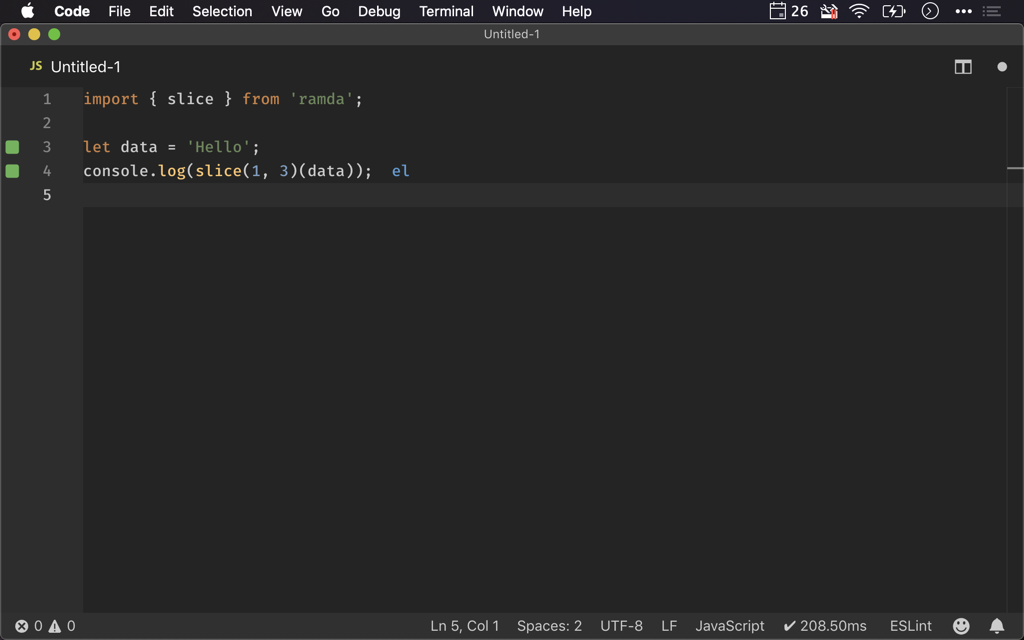 Code File Edit Selection View Go Debug Terminal Window Help 26
Untitled-1
JS Untitled-1
1 import { slice } from 'ramda';
2
3 let data = 'Hello';
4 console.log(slice(1, 3)(data)); el
5
0 0 Ln 5, Col 1 Spaces: 2 UTF-8 LF JavaScript ✔ 208.50ms ESLint